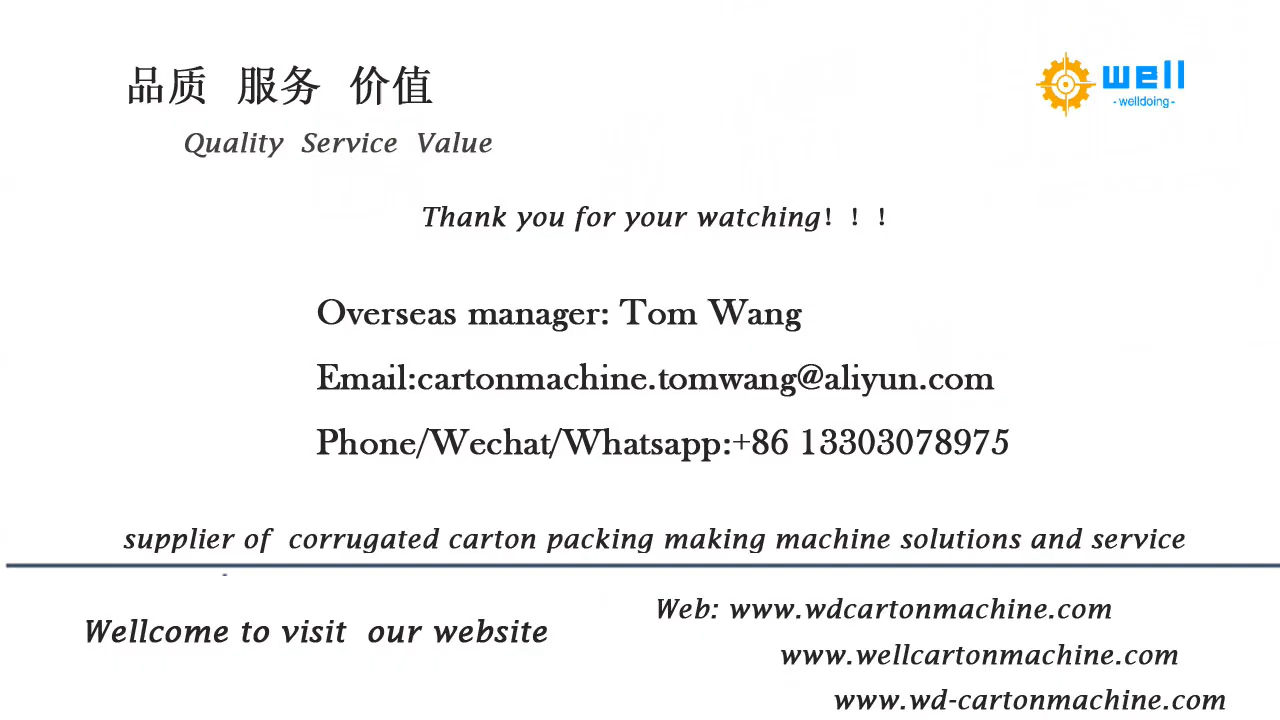 品质 服务 价值
well
-welldoing-
Quality Service Value
Thank you for your watching！！！
Overseas manager: Tom Wang
Email:cartonmachine.tomwang@aliyun.com
Phone/Wechat/Whatsapp:+86 13303078975
supplier of corrugated carton packing making machine solutions and service
Wellcome to visit our website
Web: www.wdcartonmachine.com
www.wellcartonmachine.com
www.wd-cartonmachine.com